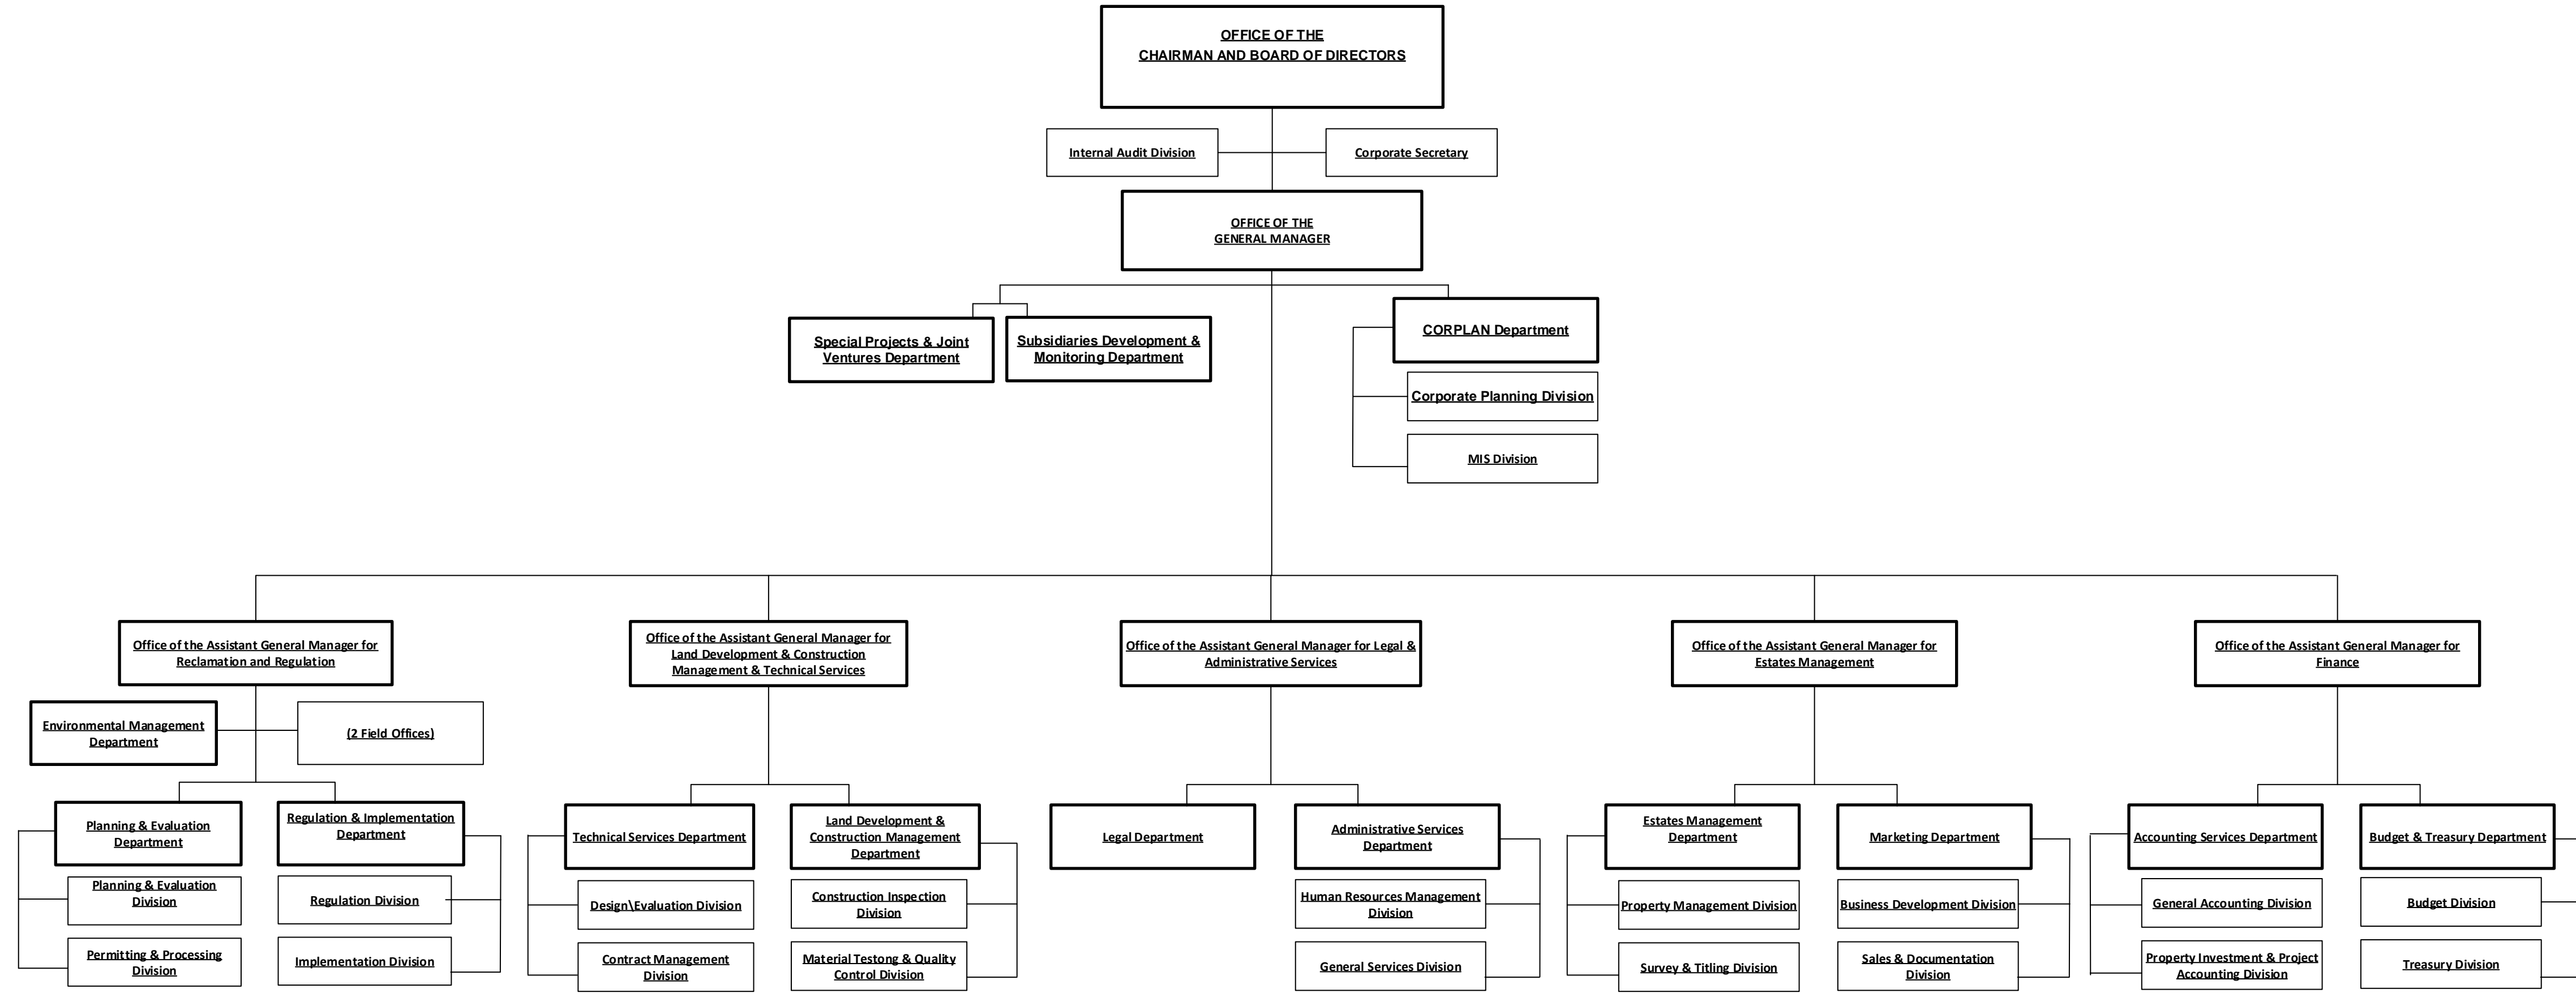 OFFICE OF THE
CHAIRMAN AND BOARD OF DIRECTORS
Internal Audit Division
Corporate Secretary
OFFICE OF THE
GENERAL MANAGER
Special Projects & Joint
Ventures Department
Subsidiaries Development &
Monitoring Department
CORPLAN Department
Corporate Planning Division
MIS Division
Office of the Assistant General Manager for
Reclamation and Regulation
Office of the Assistant General Manager for
Land Development & Construction
Management & Technical Services
Office of the Assistant General Manager for Legal &
Administrative Services
Office of the Assistant General Manager for
Estates Management
Office of the Assistant General Manager for
Finance
Environmental Management
Department
(2 Field Offices)
Planning & Evaluation
Department
Regulation & Implementation
Department
Technical Services Department
Land Development &
Construction Management
Department
Legal Department
Administrative Services
Department
Estates Management
Department
Marketing Department
Accounting Services Department
Budget & Treasury Department
Planning & Evaluation
Division
Regulation Division
Design\Evaluation Division
Construction Inspection
Division
Human Resources Management
Division
Property Management Division
Business Development Division
General Accounting Division
Budget Division
Permitting & Processing
Division
Implementation Division
Contract Management
Division
Material Testong & Quality
Control Division
General Services Division
Survey & Titling Division
Sales & Documentation
Division
Property Investment & Project
Accounting Division
Treasury Division